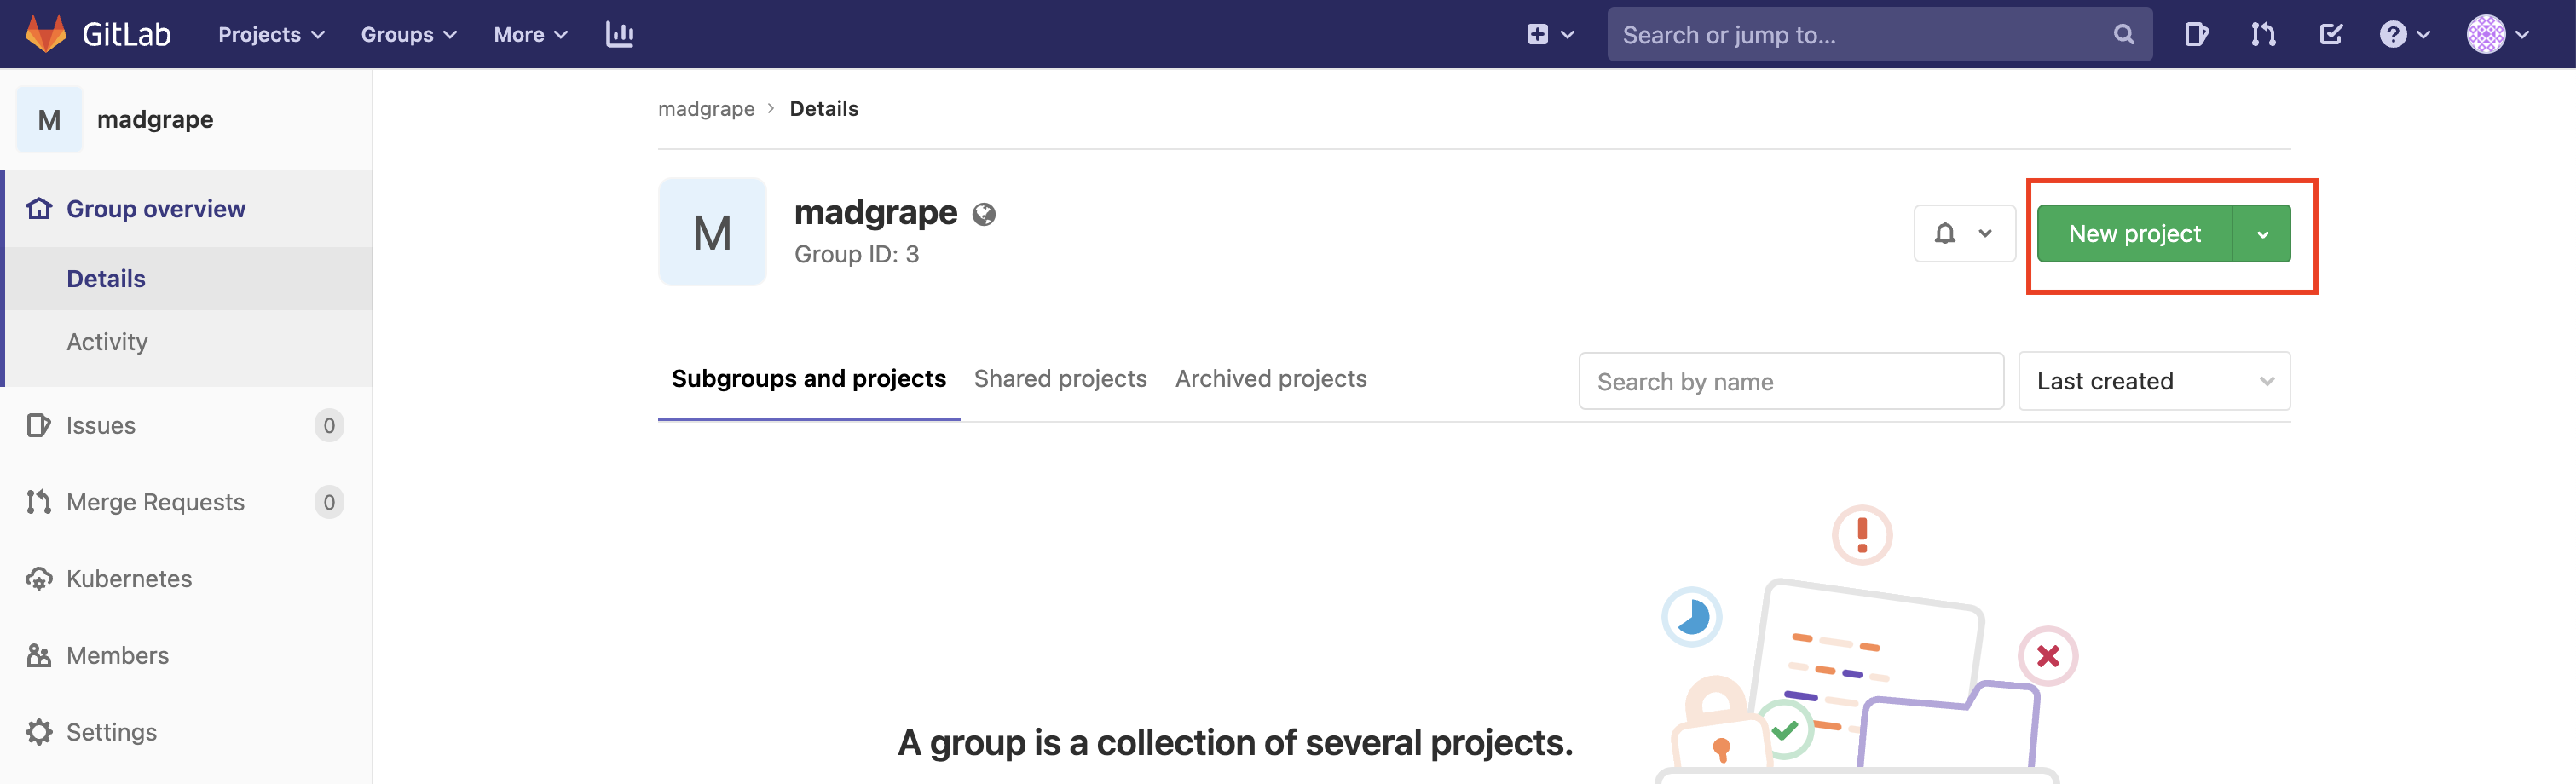 GitLab Projects Groups More Search or jump to...
M madgrape
Group overview
Details
Activity
Issues 0
Merge Requests 0
Kubernetes
Members
Settings
madgrape > Details
M
madgrape
Group ID: 3
New project
Subgroups and projects Shared projects Archived projects Search by name Last created
A group is a collection of several projects.